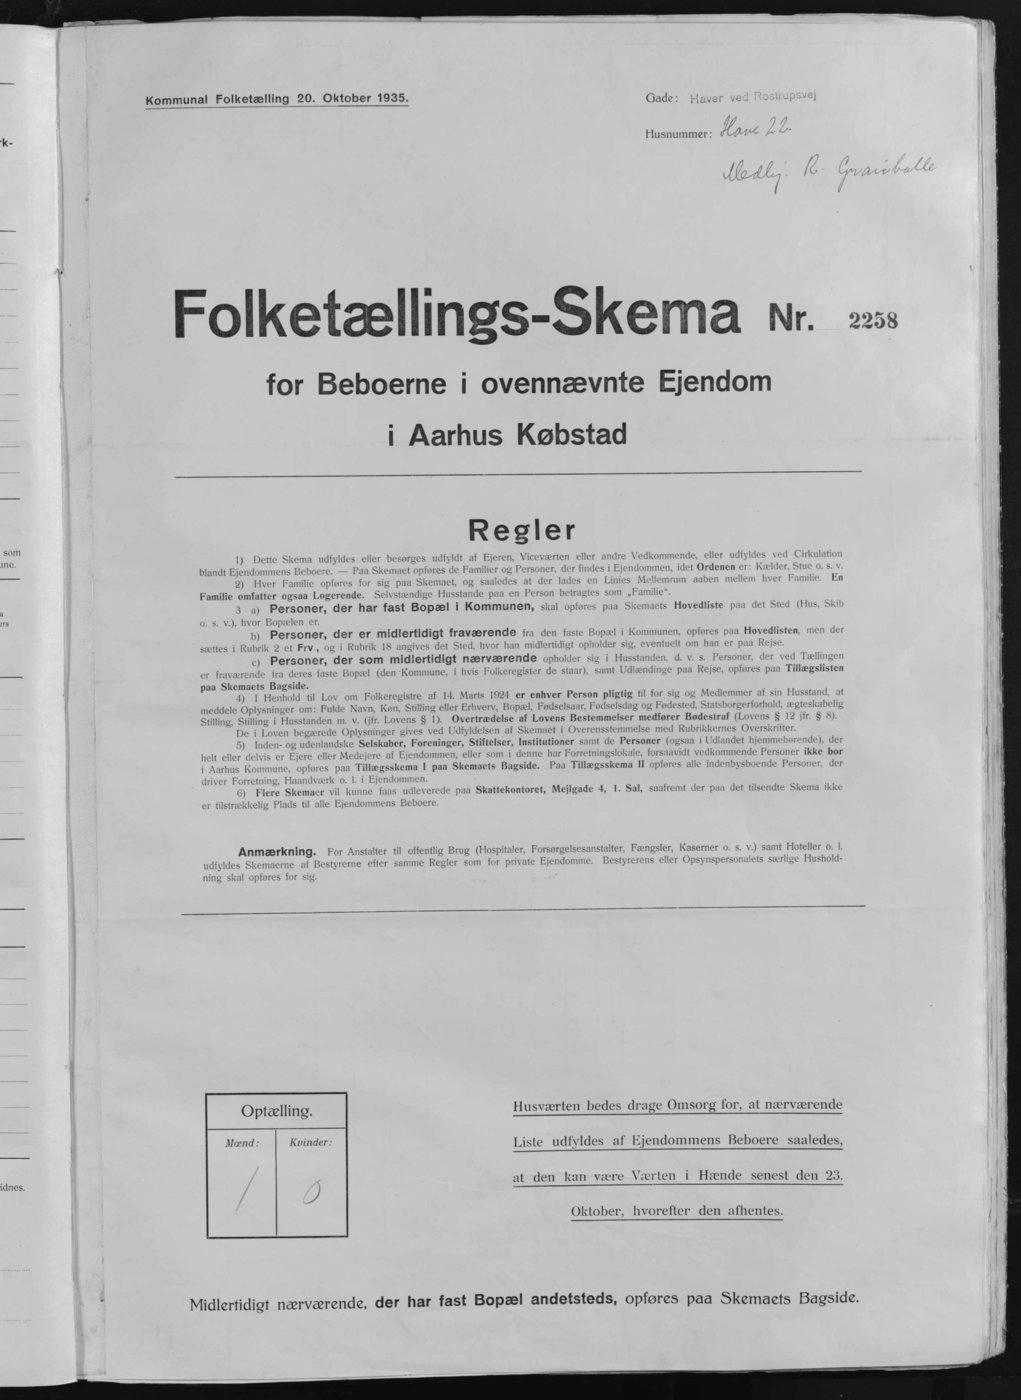 Kommunal Folketælling 20. Oktober 1935.
Gade: Haver ved Rostrupsvej
Husnummer: Have 22
Medlj. R.
Folketællings-Skema Nr. 2258
for Beboerne i ovennævnte Ejendom
i Aarhus Købstad
Regler
1) Dette Skema udfyldes eller besørges udfyldt af Ejeren, Viceværten eller andre Vedkommende, eller udfyldes ved Cirkulation
blandt Ejendommens Beboere. — Paa Skemaet opføres de Familier og Personer, der findes i Ejendommen, idet Ordenen er: Kælder, Stue o. s. v.
2) Hver Familie opføres for sig paa Skemaet, og saaledes at der lades en Linies Mellemrum aaben mellem hver Familie. En
Familie omfatter ogsaa Logerende. Selvstændige Husstande paa en Person betragtes som „Familie“.
3 a) Personer, der har fast Bopæl i Kommunen, skal opføres paa Skemaets Hovedliste paa det Sted (Hus, Skib
o. s. v.), hvor Bopælen er.
b) Personer, der er midlertidigt fraværende fra den faste Bopæl i Kommunen, opføres paa Hovedlisten, men der
sættes i Rubrik 2 et Frv., og i Rubrik 18 angives det Sted, hvor han midlertidigt opholder sig, eventuelt om han er paa Rejse.
c) Personer, der som midlertidigt nærværende opholder sig i Husstanden, d. v. s. Personer, der ved Tællingen
er fraværende fra deres faste Bopæl (den Kommune, i hvis Folkeregister de staar), samt Udlændinge paa Rejse, opføres paa Tillægslisten
paa Skemaets Bagside.
4) I Henhold til Lov om Folkeregistre af 14. Marts 1924 er enhver Person pligtig til for sig og Medlemmer af sin Husstand, at
meddele Oplysninger om: Fulde Navn, Køn, Stilling eller Erhverv, Bopæl, Fødselsaar, Fødselsdag og Fødested, Statsborgerforhold, ægteskabelig
Stilling, Stilling i Husstanden m. v. (jfr. Lovens § 1). Overtrædelse af Lovens Bestemmelser medfører Bødestraf (Lovens § 12 jfr. § 8).
De i Loven begærede Oplysninger gives ved Udfyldelsen af Skemaet i Overensstemmelse med Rubrikkernes Overskrifter.
5) Inden- og udenlandske Selskaber, Foreninger, Stiftelser, Institutioner samt de Personer (ogsaa i Udlandet hjemmehørende), der
helt eller delvis er Ejere eller Medejere af Ejendommen, eller som i denne har Forretningslokale, forsaavidt vedkommende Personer ikke bor
i Aarhus Kommune, opføres paa Tillægsskema I paa Skemaets Bagside. Paa Tillægsskema II opføres alle indenbysboende Personer, der
driver Forretning, Haandværk o. l. i Ejendommen.
6) Flere Skemaer vil kunne faas udleverede paa Skattekontoret, Mejlgade 4, 1. Sal, saafremt der paa det tilsendte Skema ikke
er tilstrækkelig Plads til alle Ejendommens Beboere.
Anmærkning. For Anstalter til offentlig Brug (Hospitaler, Forsørgelsesanstalter, Fængsler, Kaserner o. s. v.) samt Hoteller o. l.
udfyldes Skemaerne af Bestyrerne efter samme Regler som for private Ejendomme. Bestyrerens eller Opsynspersonalets særlige Hushold-
ning skal opføres for sig.
Optælling.
Mænd: Kvinder:
1 0
Husværten bedes drage Omsorg for, at nærværende
Liste udfyldes af Ejendommens Beboere saaledes,
at den kan være Værten i Hænde senest den 23.
Oktober, hvorefter den afhentes.
Midlertidigt nærværende, der har fast Bopæl andetsteds, opføres paa Skemaets Bagside.